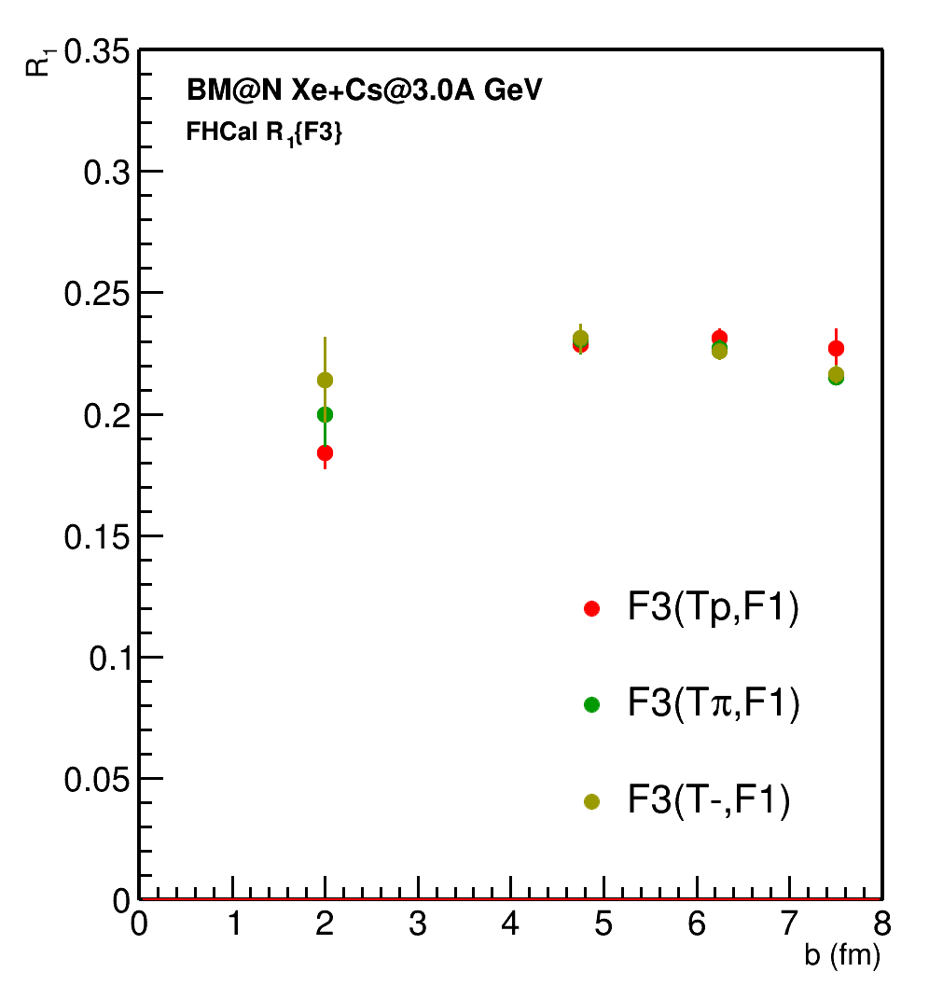 R1
0.35
BM@N Xe+Cs@3.0A GeV
FHCal R1{F3}
0.3
0.25
0.2
0.15
F3(Tp,F1)
0.1
F3(Tπ,F1)
0.05
F3(T-,F1)
0
0 1 2 3 4 5 6 7 8
b (fm)